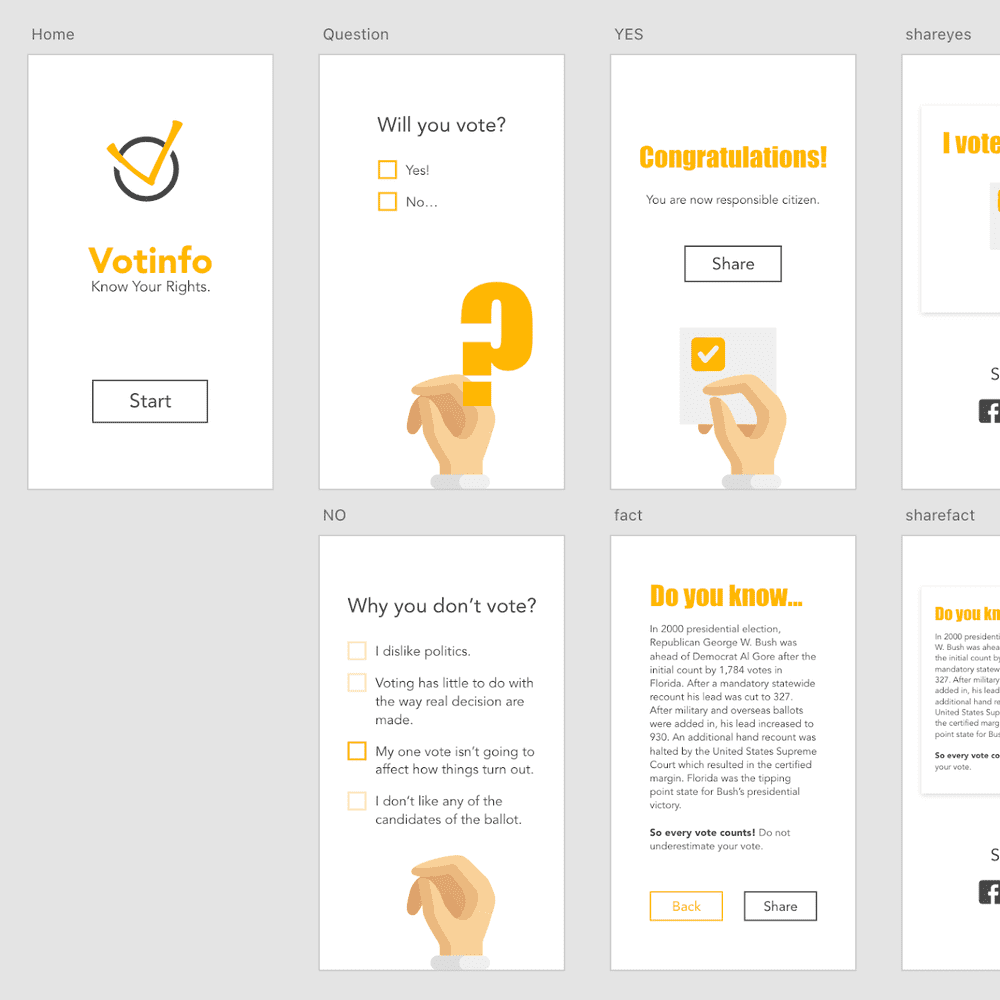 Home
Question
YES
shareyes
Votinfo
Know Your Rights.
Start
Will you vote?
Yes!
No...
Congratulations!
You are now responsible citizen.
Share
I vote
S
NO
fact
sharefact
Why you don't vote?
I dislike politics.
Voting has little to do with
the way real decision are
made.
My one vote isn't going to
affect how things turn out.
I don't like any of the
candidates of the ballot.
Do you know...
In 2000 presidential election,
Republican George W. Bush was
ahead of Democrat Al Gore after the
initial count by 1,784 votes in
Florida. After a mandatory statewide
recount his lead was cut to 327.
After military and overseas ballots
were added in, his lead increased to
930. An additional hand recount was
halted by the United States Supreme
Court which resulted in the certified
margin. Florida was the tipping
point state for Bush's presidential
victory.
So every vote counts! Do not
underestimate your vote.
Back
Share
Do you kn
In 2000 presidenti
W. Bush was ahea
the initial count by
mandatory statew
327. After military
added in, his lead
additional hand re
United States Sup
the certified marg
point state for Bus
So every vote co
your vote.
S